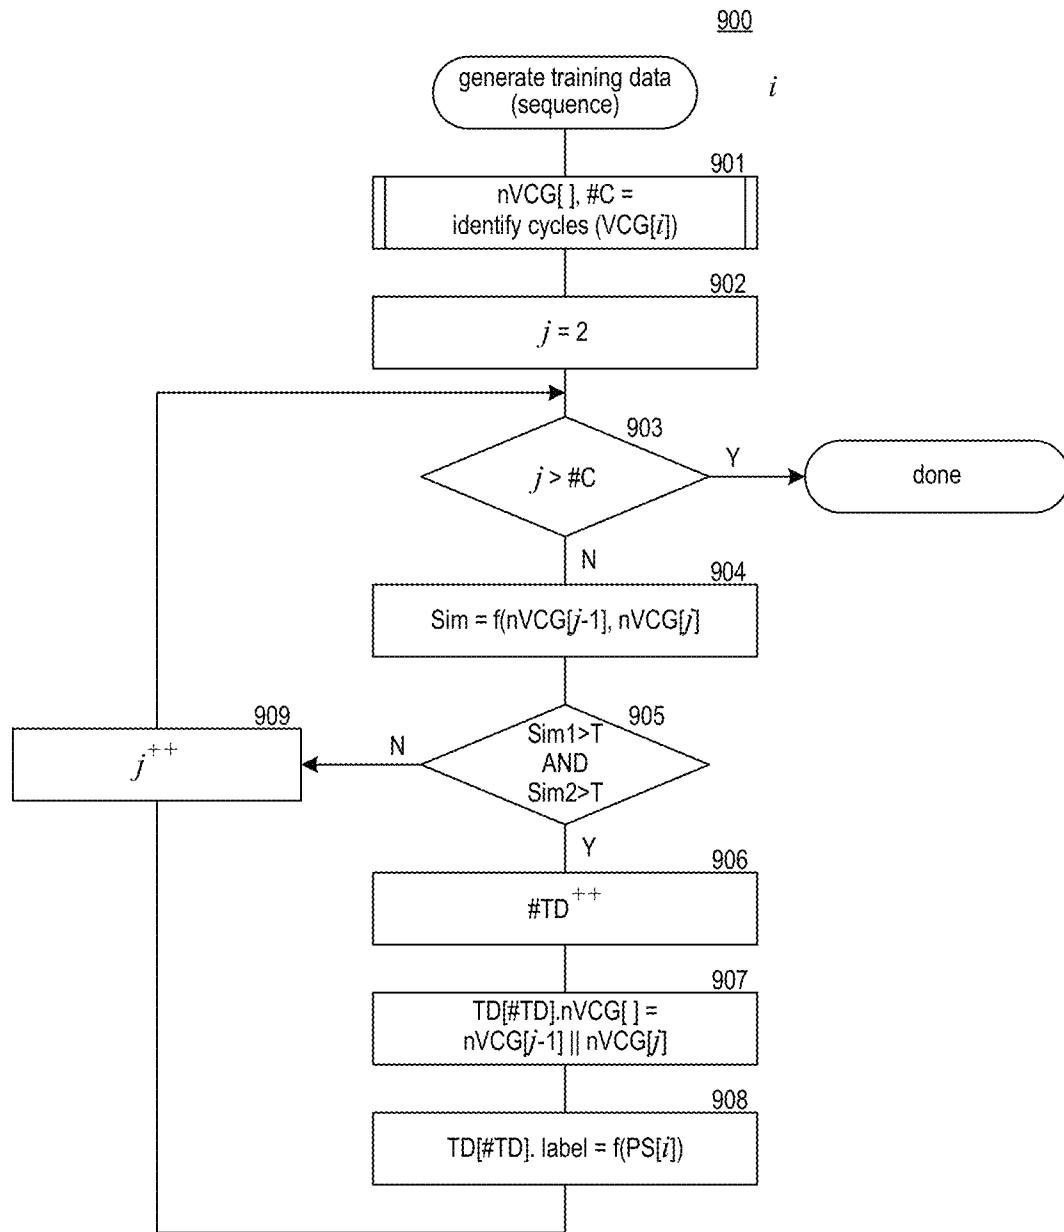 900
generate training data
(sequence)
i
901
nVCG[ ], #C =
identify cycles (VCG[i])
902
j = 2
903
j > #C
Y
done
N
904
Sim = f(nVCG[j-1], nVCG[j]
905
Sim1>T
AND
Sim2>T
N
909
j++
Y
906
#TD++
907
TD[#TD].nVCG[ ] =
nVCG[j-1] || nVCG[j]
908
TD[#TD]. label = f(PS[i])